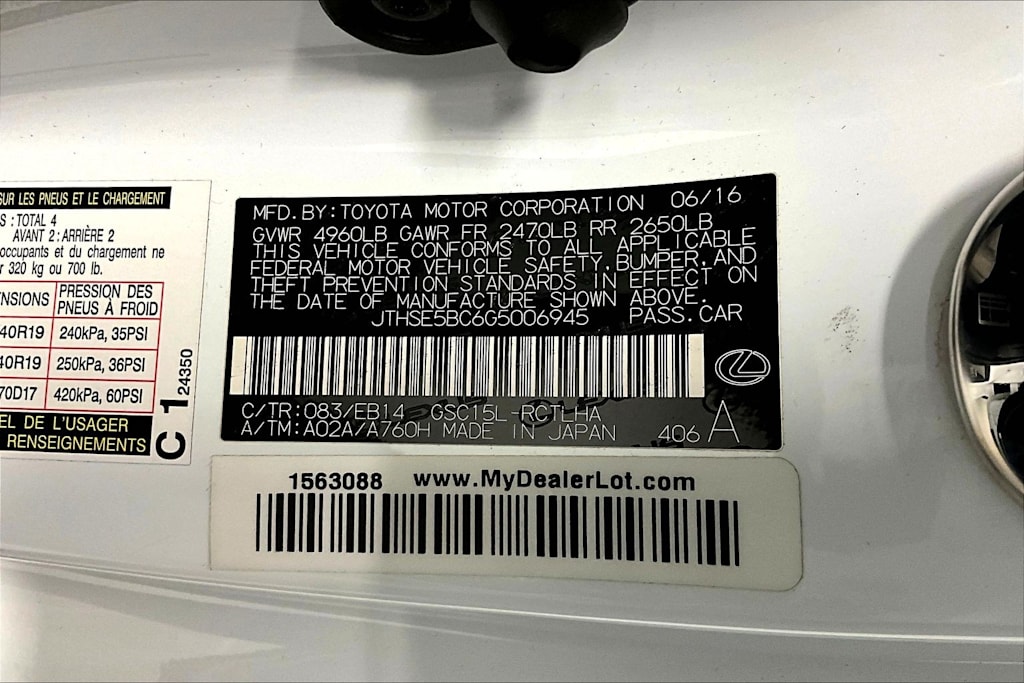 SUR LES PNEUS ET LE CHARGEMENT
S : TOTAL 4
AVANT 2 : ARRIÈRE 2
occupants et du chargement ne
r 320 kg ou 700 lb.
ENSIONS PRESSION DES PNEUS À FROID
40R19 240kPa, 35PSI
40R19 250kPa, 36PSI
70D17 420kPa, 60PSI
EL DE L'USAGER
RENSEIGNEMENTS
C 1 24350
MFD. BY: TOYOTA MOTOR CORPORATION 06/16
GVWR 4960LB GAWR FR 2470LB RR 2650LB
THIS VEHICLE CONFORMS TO ALL APPLICABLE
FEDERAL MOTOR VEHICLE SAFETY, BUMPER, AND
THEFT PREVENTION STANDARDS IN EFFECT ON
THE DATE OF MANUFACTURE SHOWN ABOVE.
JTHSE5BC6G5006945 PASS. CAR
C/TR: 083/EB14 GSC15L-RCTLHA
A/TM: A02A/A760H MADE IN JAPAN 406 A
1563088 www.MyDealerLot.com